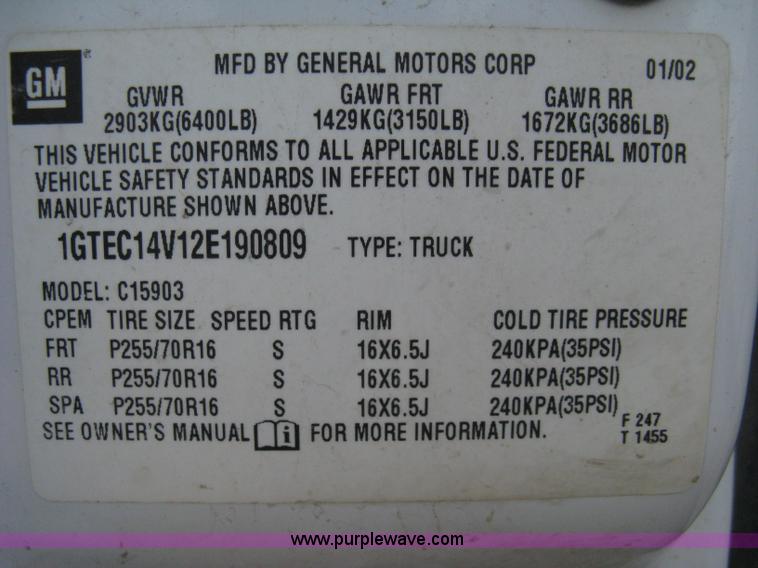 GM
MFD BY GENERAL MOTORS CORP 01/02
GVWR GAWR FRT GAWR RR
2903KG(6400LB) 1429KG(3150LB) 1672KG(3686LB)
THIS VEHICLE CONFORMS TO ALL APPLICABLE U.S. FEDERAL MOTOR
VEHICLE SAFETY STANDARDS IN EFFECT ON THE DATE OF
MANUFACTURE SHOWN ABOVE.
1GTEC14V12E190809 TYPE: TRUCK
MODEL: C15903
CPEM TIRE SIZE SPEED RTG RIM COLD TIRE PRESSURE
FRT P255/70R16 S 16X6.5J 240KPA(35PSI)
RR P255/70R16 S 16X6.5J 240KPA(35PSI)
SPA P255/70R16 S 16X6.5J 240KPA(35PSI)
SEE OWNER'S MANUAL i FOR MORE INFORMATION.
F 247
T 1455
www.purplewave.com